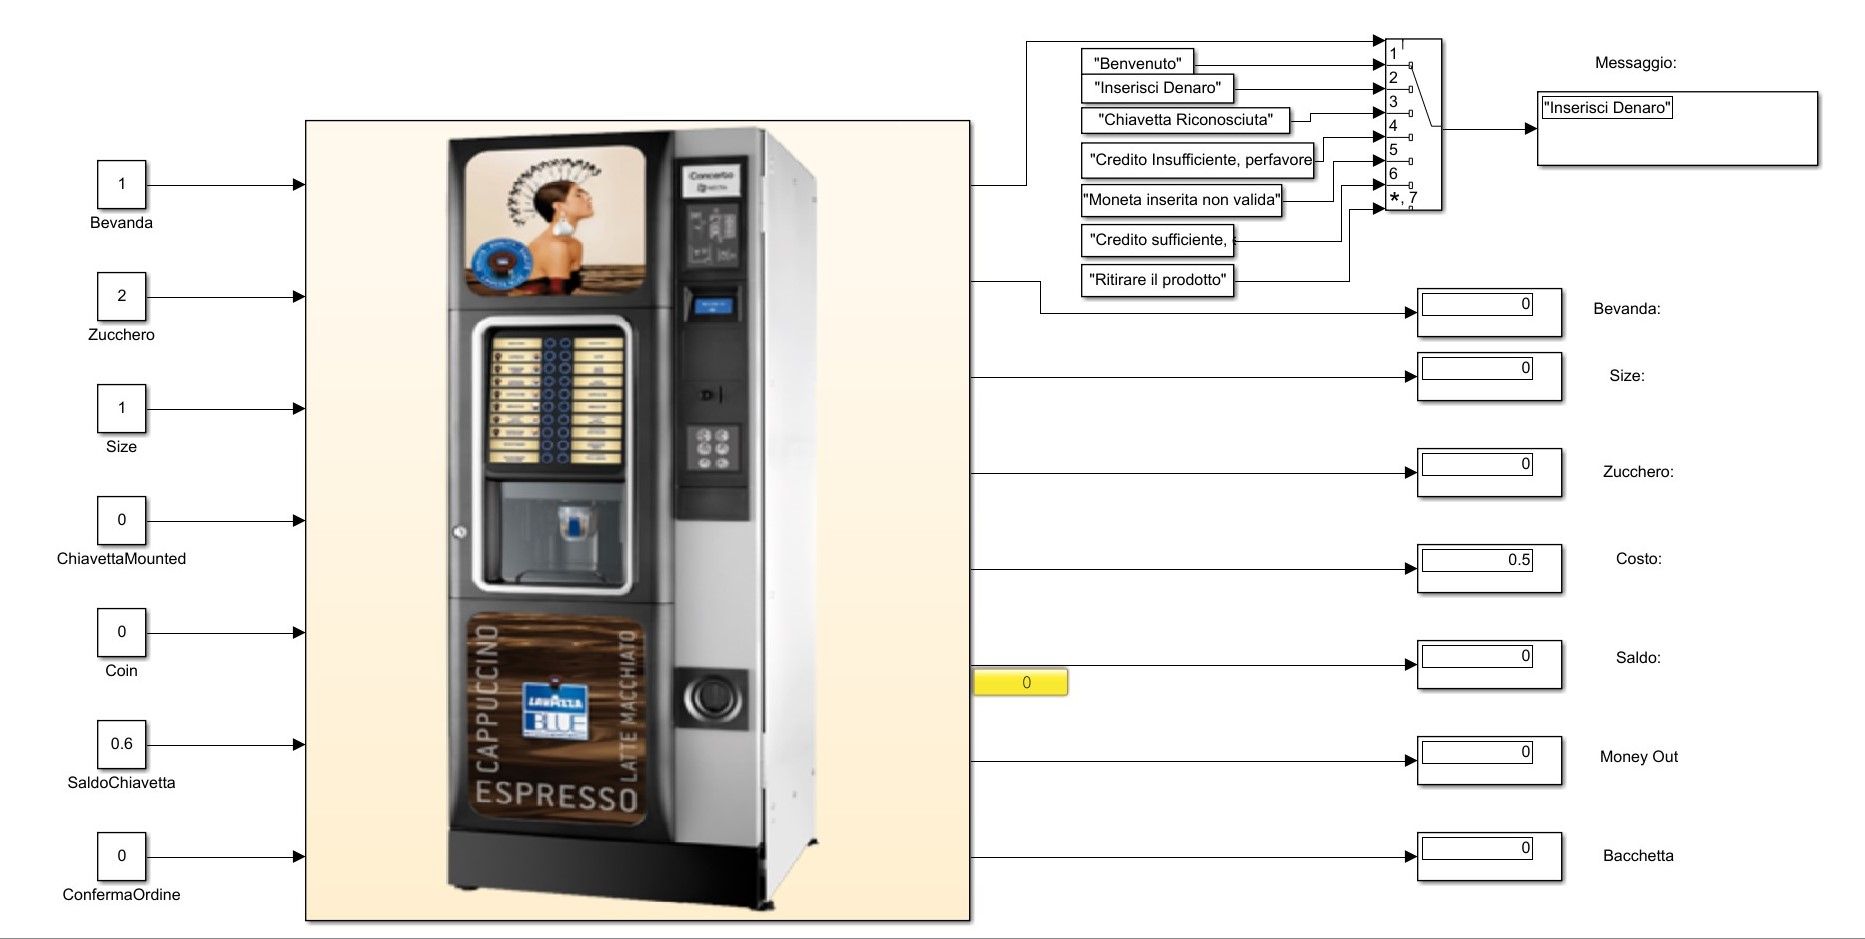 1
Bevanda
2
Zucchero
1
Size
0
ChiavettaMounted
0
Coin
0.6
SaldoChiavetta
0
ConfermaOrdine
Concerto
CAPPUCCINO
LATTE MACCHIATO
LAVAZZA
BLUE
ESPRESSO
"Benvenuto"
"Inserisci Denaro"
"Chiavetta Riconosciuta"
"Credito Insufficiente, perfavore
"Moneta inserita non valida"
"Credito sufficiente,
"Ritirare il prodotto"
1
2
3
4
5
6
*, 7
Messaggio:
"Inserisci Denaro"
0
Bevanda:
0
Size:
0
Zucchero:
0.5
Costo:
0
0
Saldo:
0
Money Out
0
Bacchetta